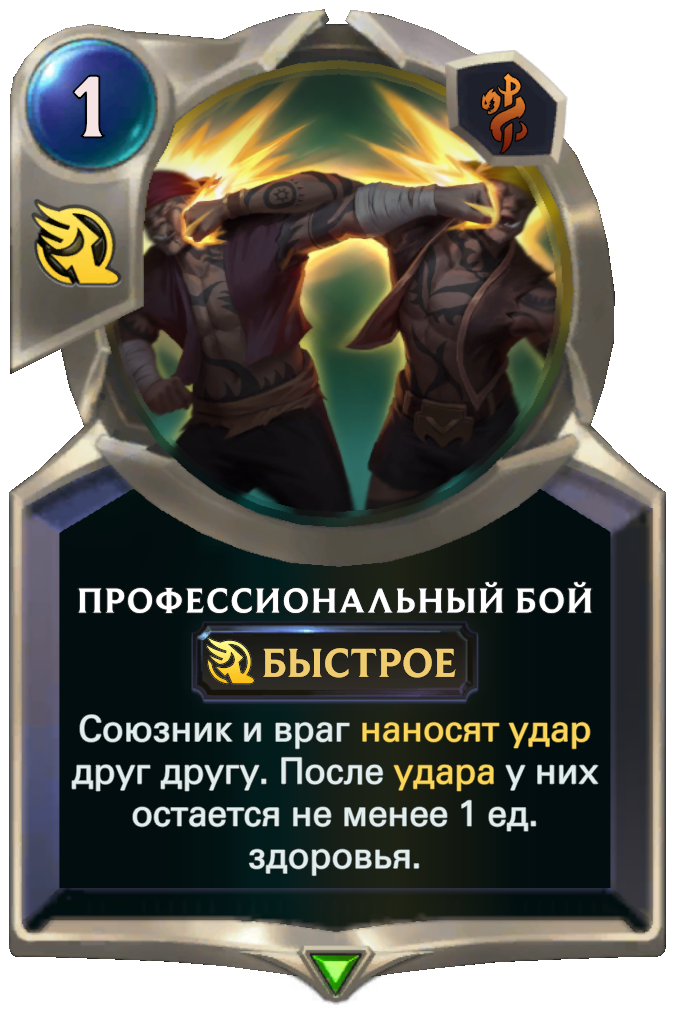 1
ПРОФЕССИОНАЛЬНЫЙ БОЙ
БЫСТРОЕ
Союзник и враг наносят удар
друг другу. После удара у них
остается не менее 1 ед.
здоровья.